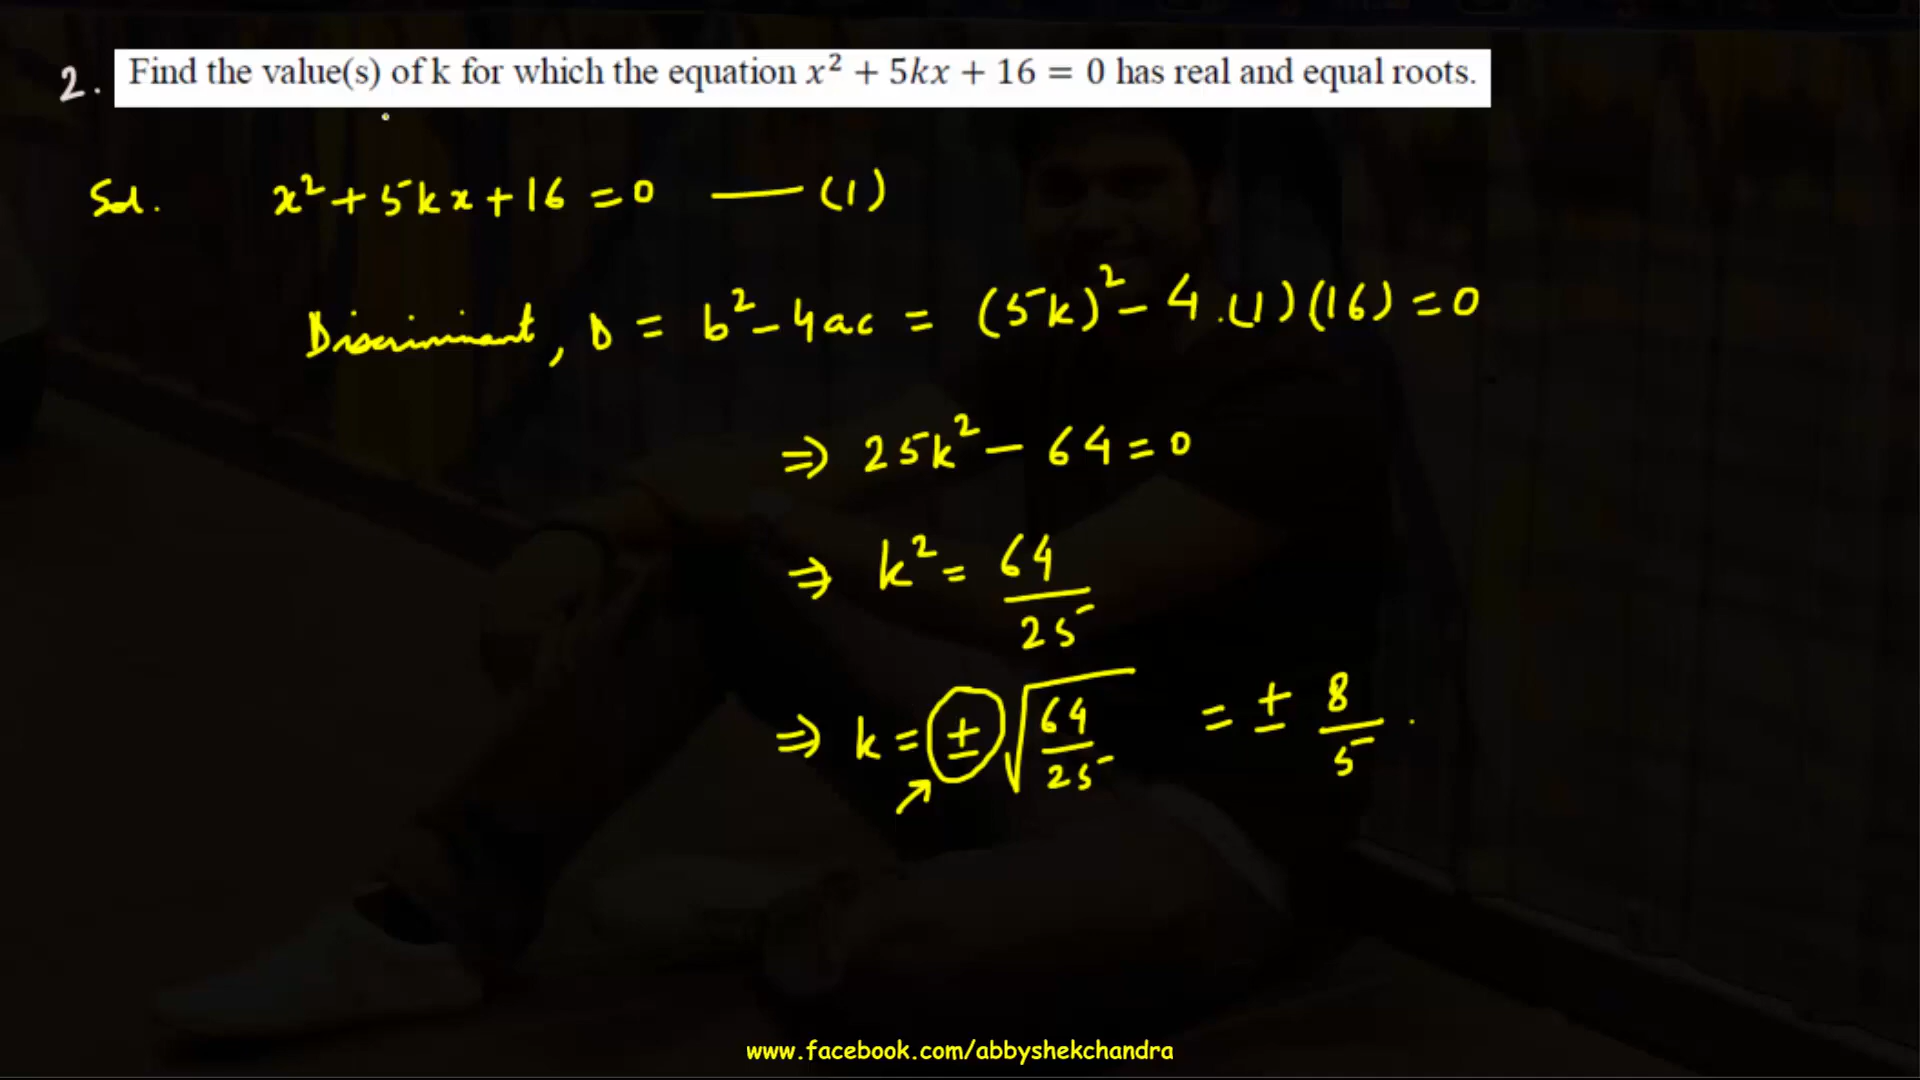 2. Find the value(s) of k for which the equation x² + 5kx + 16 = 0 has real and equal roots.
Sol. x² + 5kx + 16 = 0 —— (1)
Discriminant, D = b² - 4ac = (5k)² - 4.(1)(16) = 0
⇒ 25k² - 64 = 0
⇒ k² = 64/25
⇒ k = ± √(64/25) = ± 8/5.
www.facebook.com/abbyshekchandra